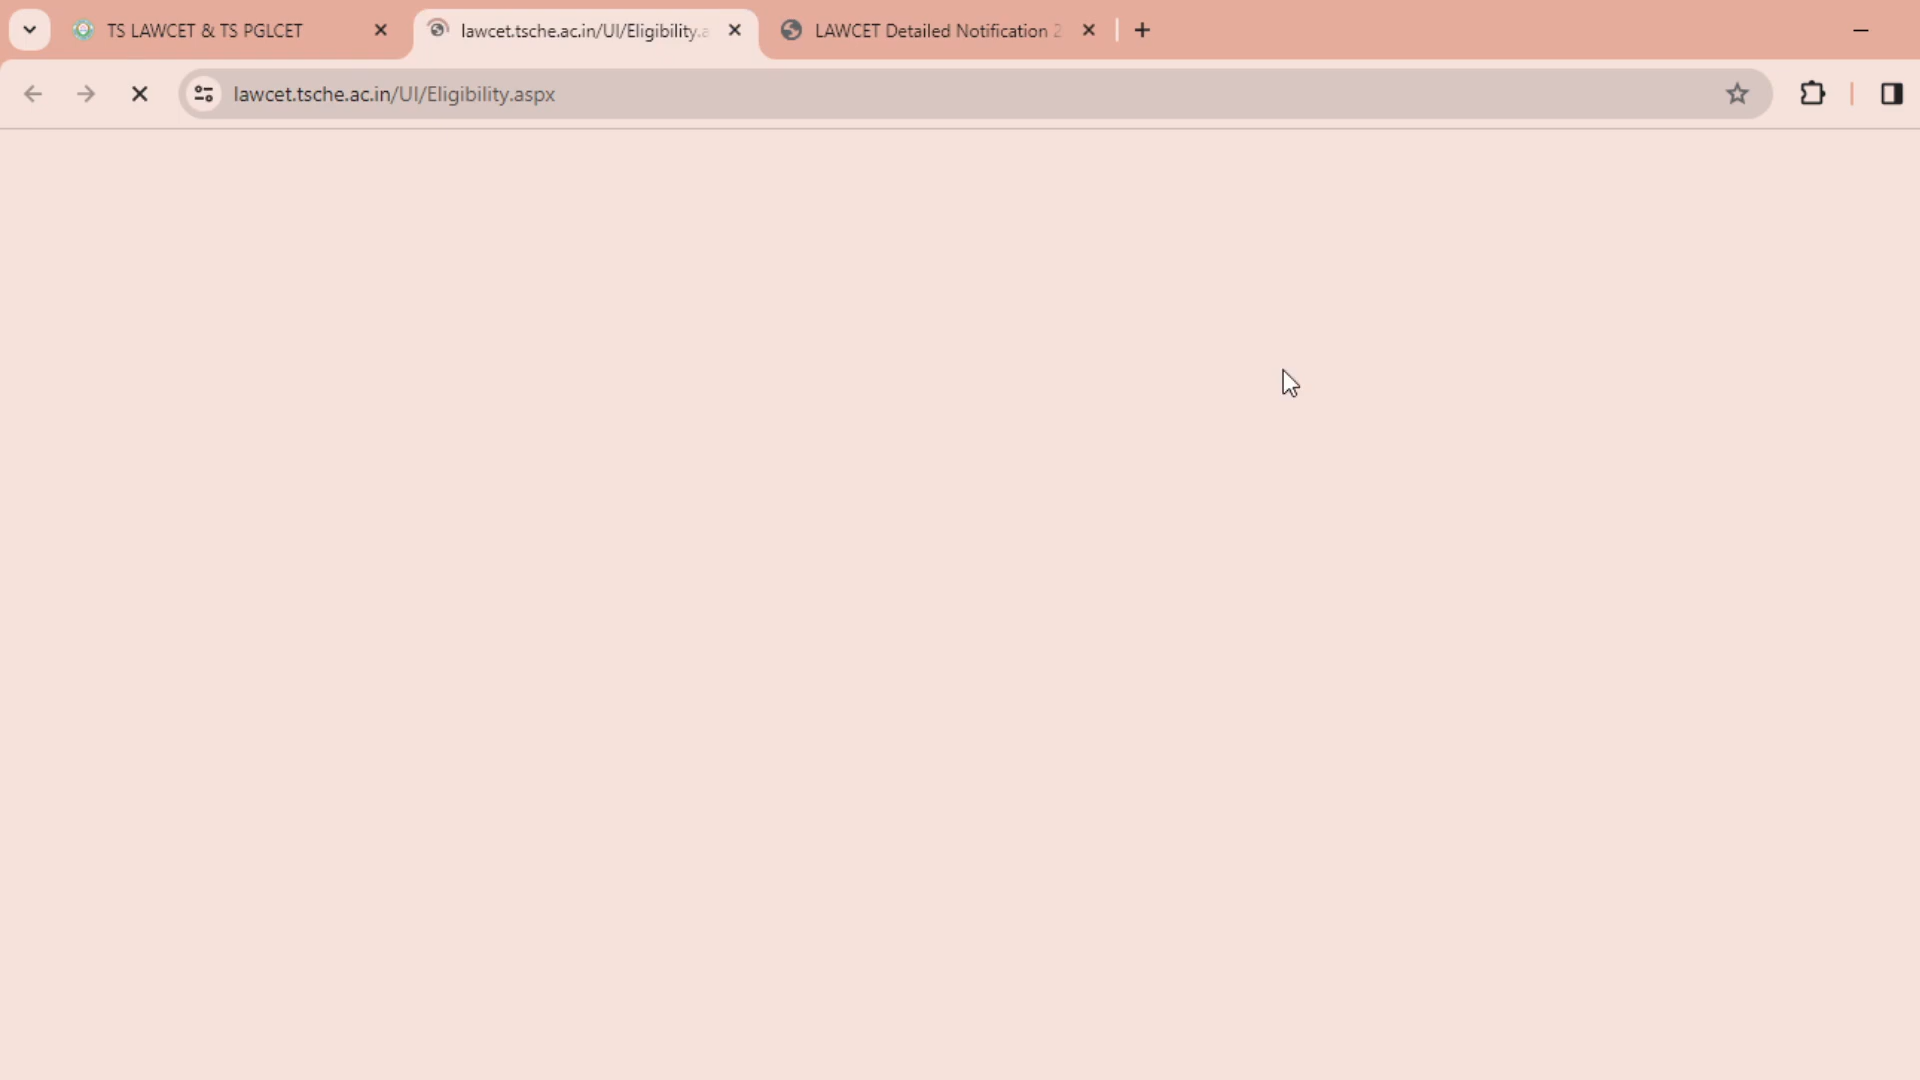 TS LAWCET & TS PGLCET
lawcet.tsche.ac.in/UI/Eligibility.a
LAWCET Detailed Notification 2
lawcet.tsche.ac.in/UI/Eligibility.aspx